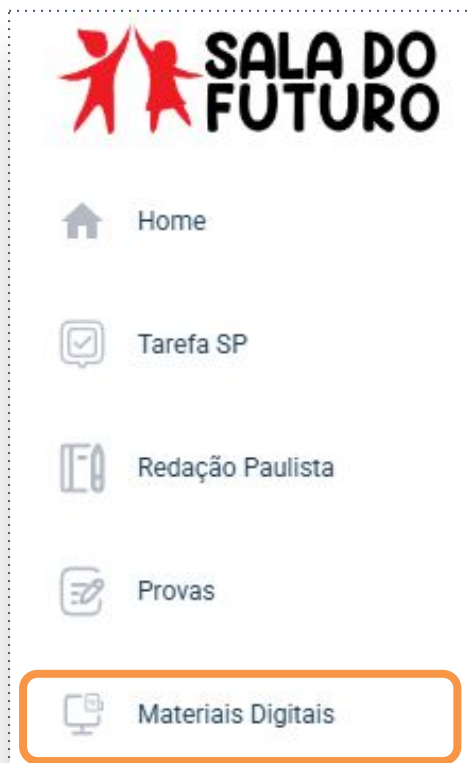 SALA DO
FUTURO
Home
Tarefa SP
Redação Paulista
Provas
Materiais Digitais